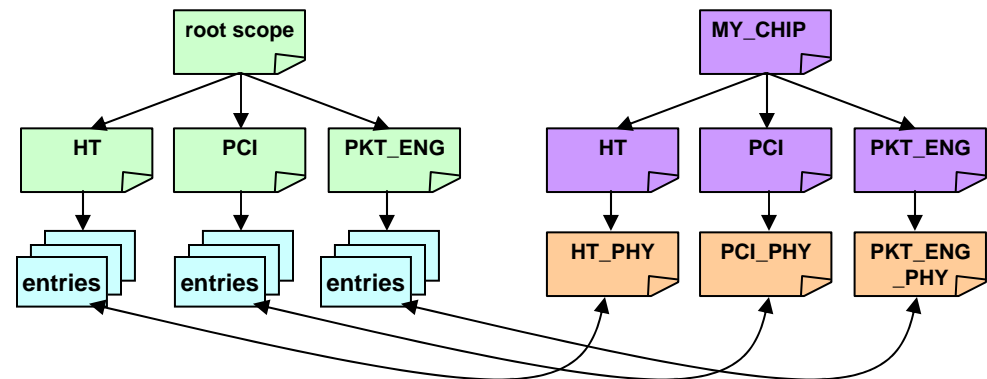 root scope
MY_CHIP
HT
PCI
PKT_ENG
HT
PCI
PKT_ENG
entries
entries
entries
HT_PHY
PCI_PHY
PKT_ENG
_PHY